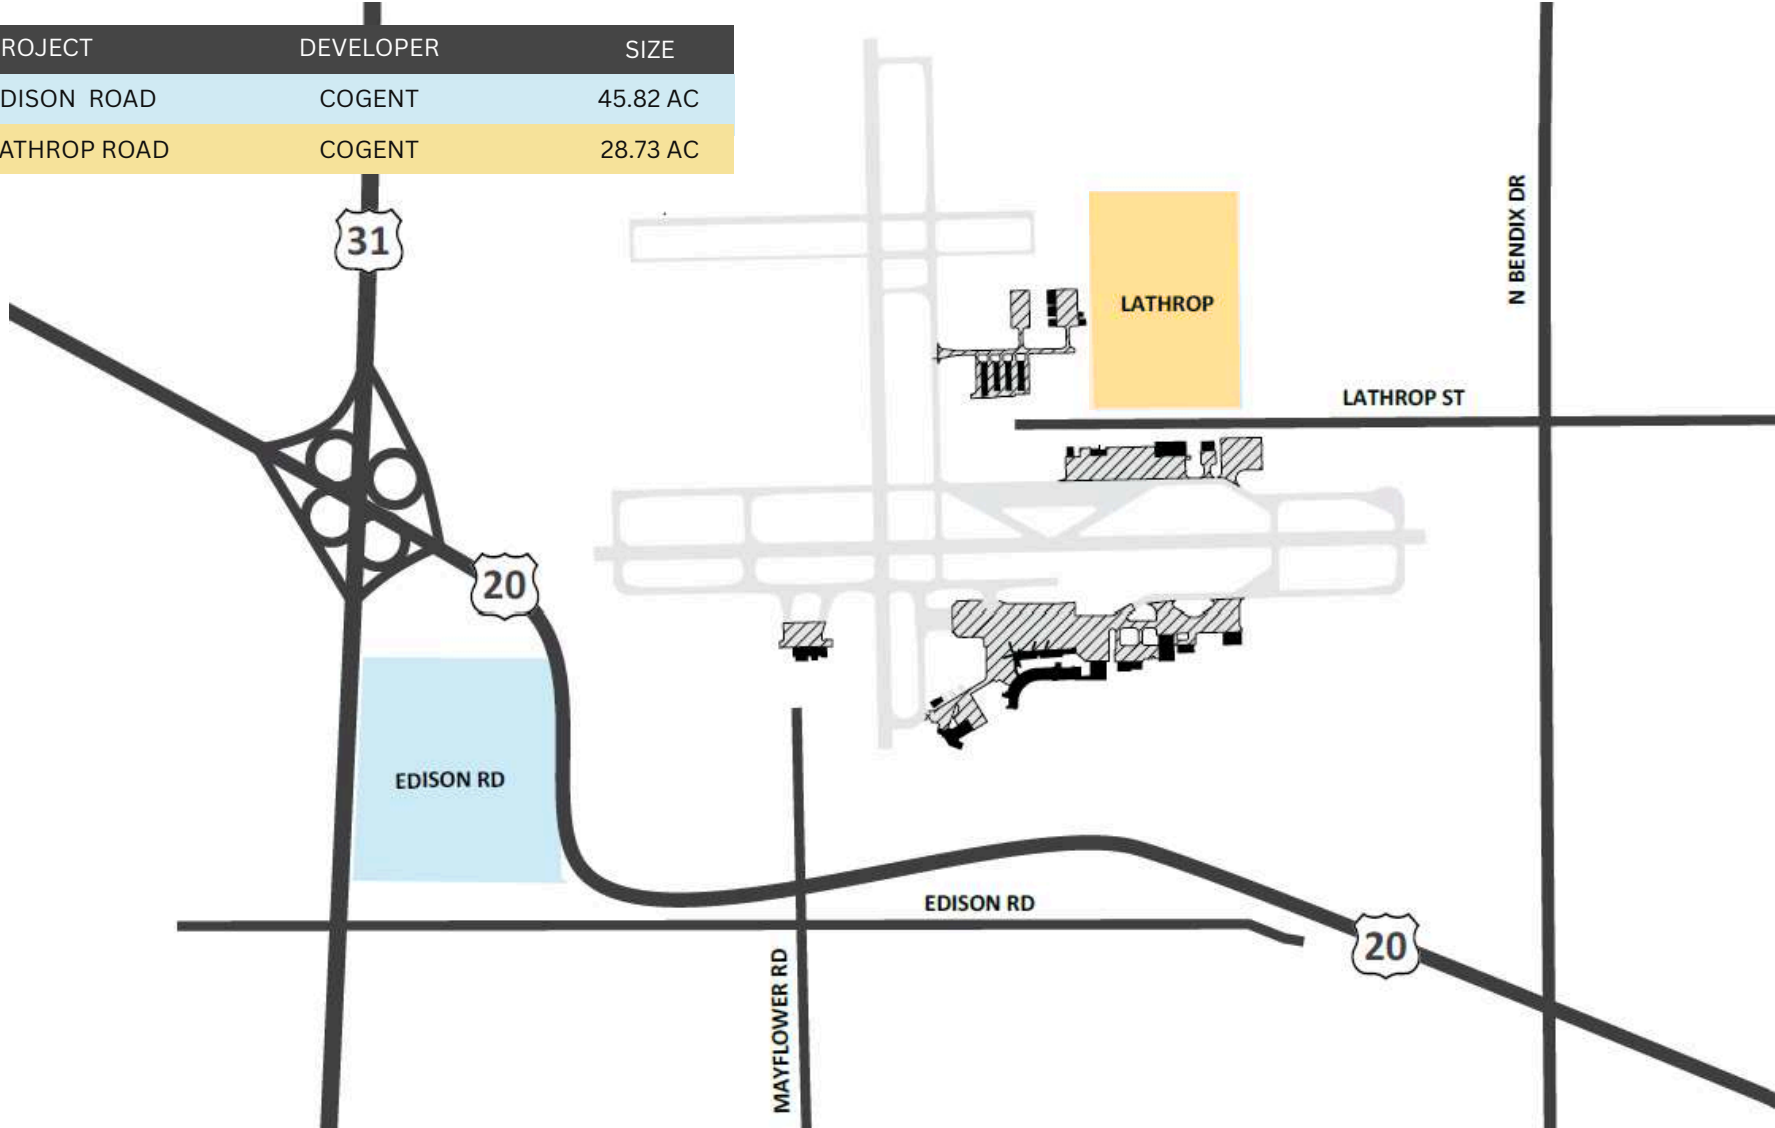 ROJECT DEVELOPER SIZE
DISON ROAD COGENT 45.82 AC
ATHROP ROAD COGENT 28.73 AC
31
N BENDIX DR
LATHROP
LATHROP ST
20
EDISON RD
EDISON RD
20
MAYFLOWER RD